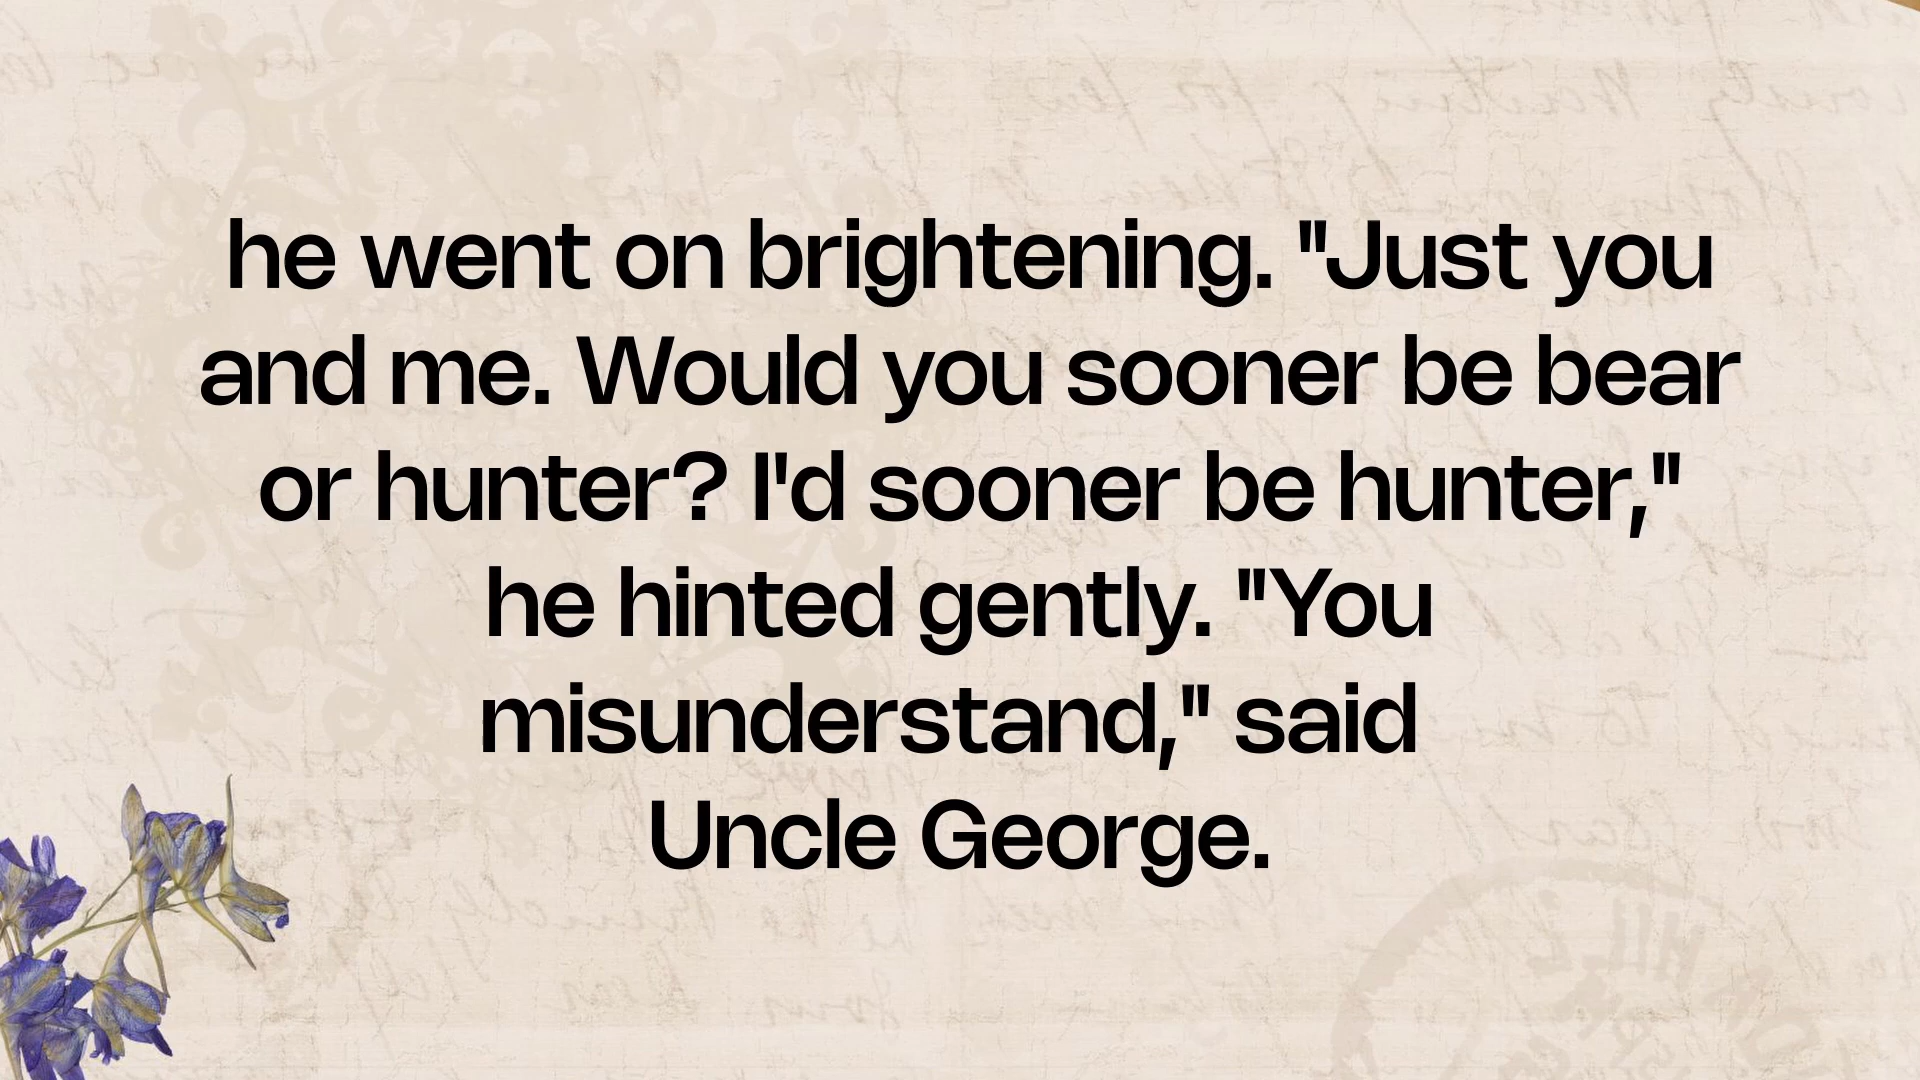 he went on brightening. "Just you
and me. Would you sooner be bear
or hunter? I'd sooner be hunter,"
he hinted gently. "You
misunderstand," said
Uncle George.